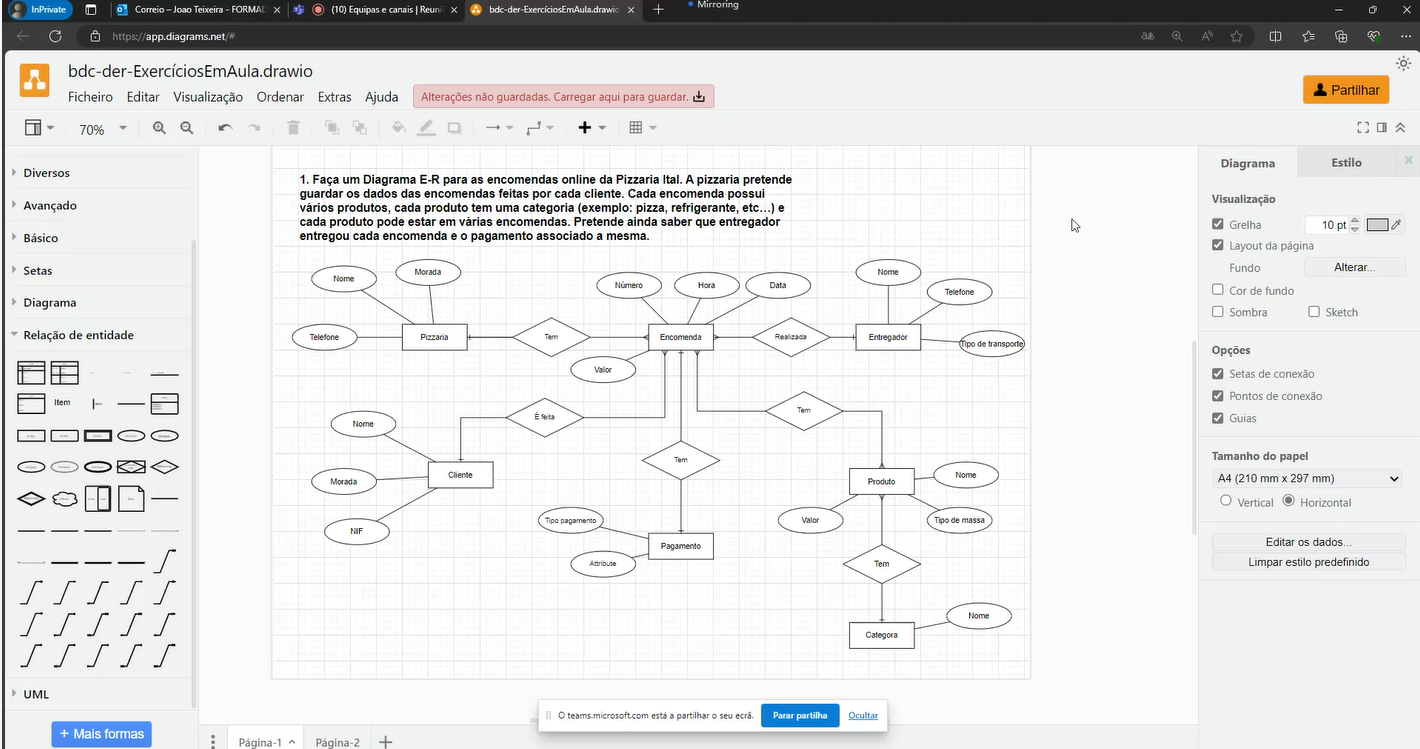 InPrivate
Correio – Joao Teixeira - FORMAD
(10) Equipas e canais | Reuni
bdc-der-ExercíciosEmAula.drawio
Mirroring
https://app.diagrams.net/#
aあ
bdc-der-ExercíciosEmAula.drawio
Ficheiro Editar Visualização Ordenar Extras Ajuda
Alterações não guardadas. Carregar aqui para guardar.
Partilhar
70%
Diversos
Avançado
Básico
Setas
Diagrama
Relação de entidade
Item
UML
+ Mais formas
1. Faça um Diagrama E-R para as encomendas online da Pizzaria Ital. A pizzaria pretende
guardar os dados das encomendas feitas por cada cliente. Cada encomenda possui
vários produtos, cada produto tem uma categoria (exemplo: pizza, refrigerante, etc…) e
cada produto pode estar em várias encomendas. Pretende ainda saber que entregador
entregou cada encomenda e o pagamento associado a mesma.
Nome
Morada
Telefone
Pizzaria
Tem
Número
Hora
Data
Encomenda
Valor
Realizada
Nome
Telefone
Entregador
Tipo de transporte
É feita
Nome
Cliente
Morada
NIF
Tem
Tipo pagamento
Pagamento
Attribute
Tem
Produto
Nome
Valor
Tipo de massa
Tem
Nome
Categora
Diagrama Estilo
Visualização
Grelha 10 pt
Layout da página
Fundo Alterar...
Cor de fundo
Sombra Sketch
Opções
Setas de conexão
Pontos de conexão
Guias
Tamanho do papel
A4 (210 mm x 297 mm)
Vertical Horizontal
Editar os dados...
Limpar estilo predefinido
O teams.microsoft.com está a partilhar o seu ecrã. Parar partilha Ocultar
Página-1 Página-2